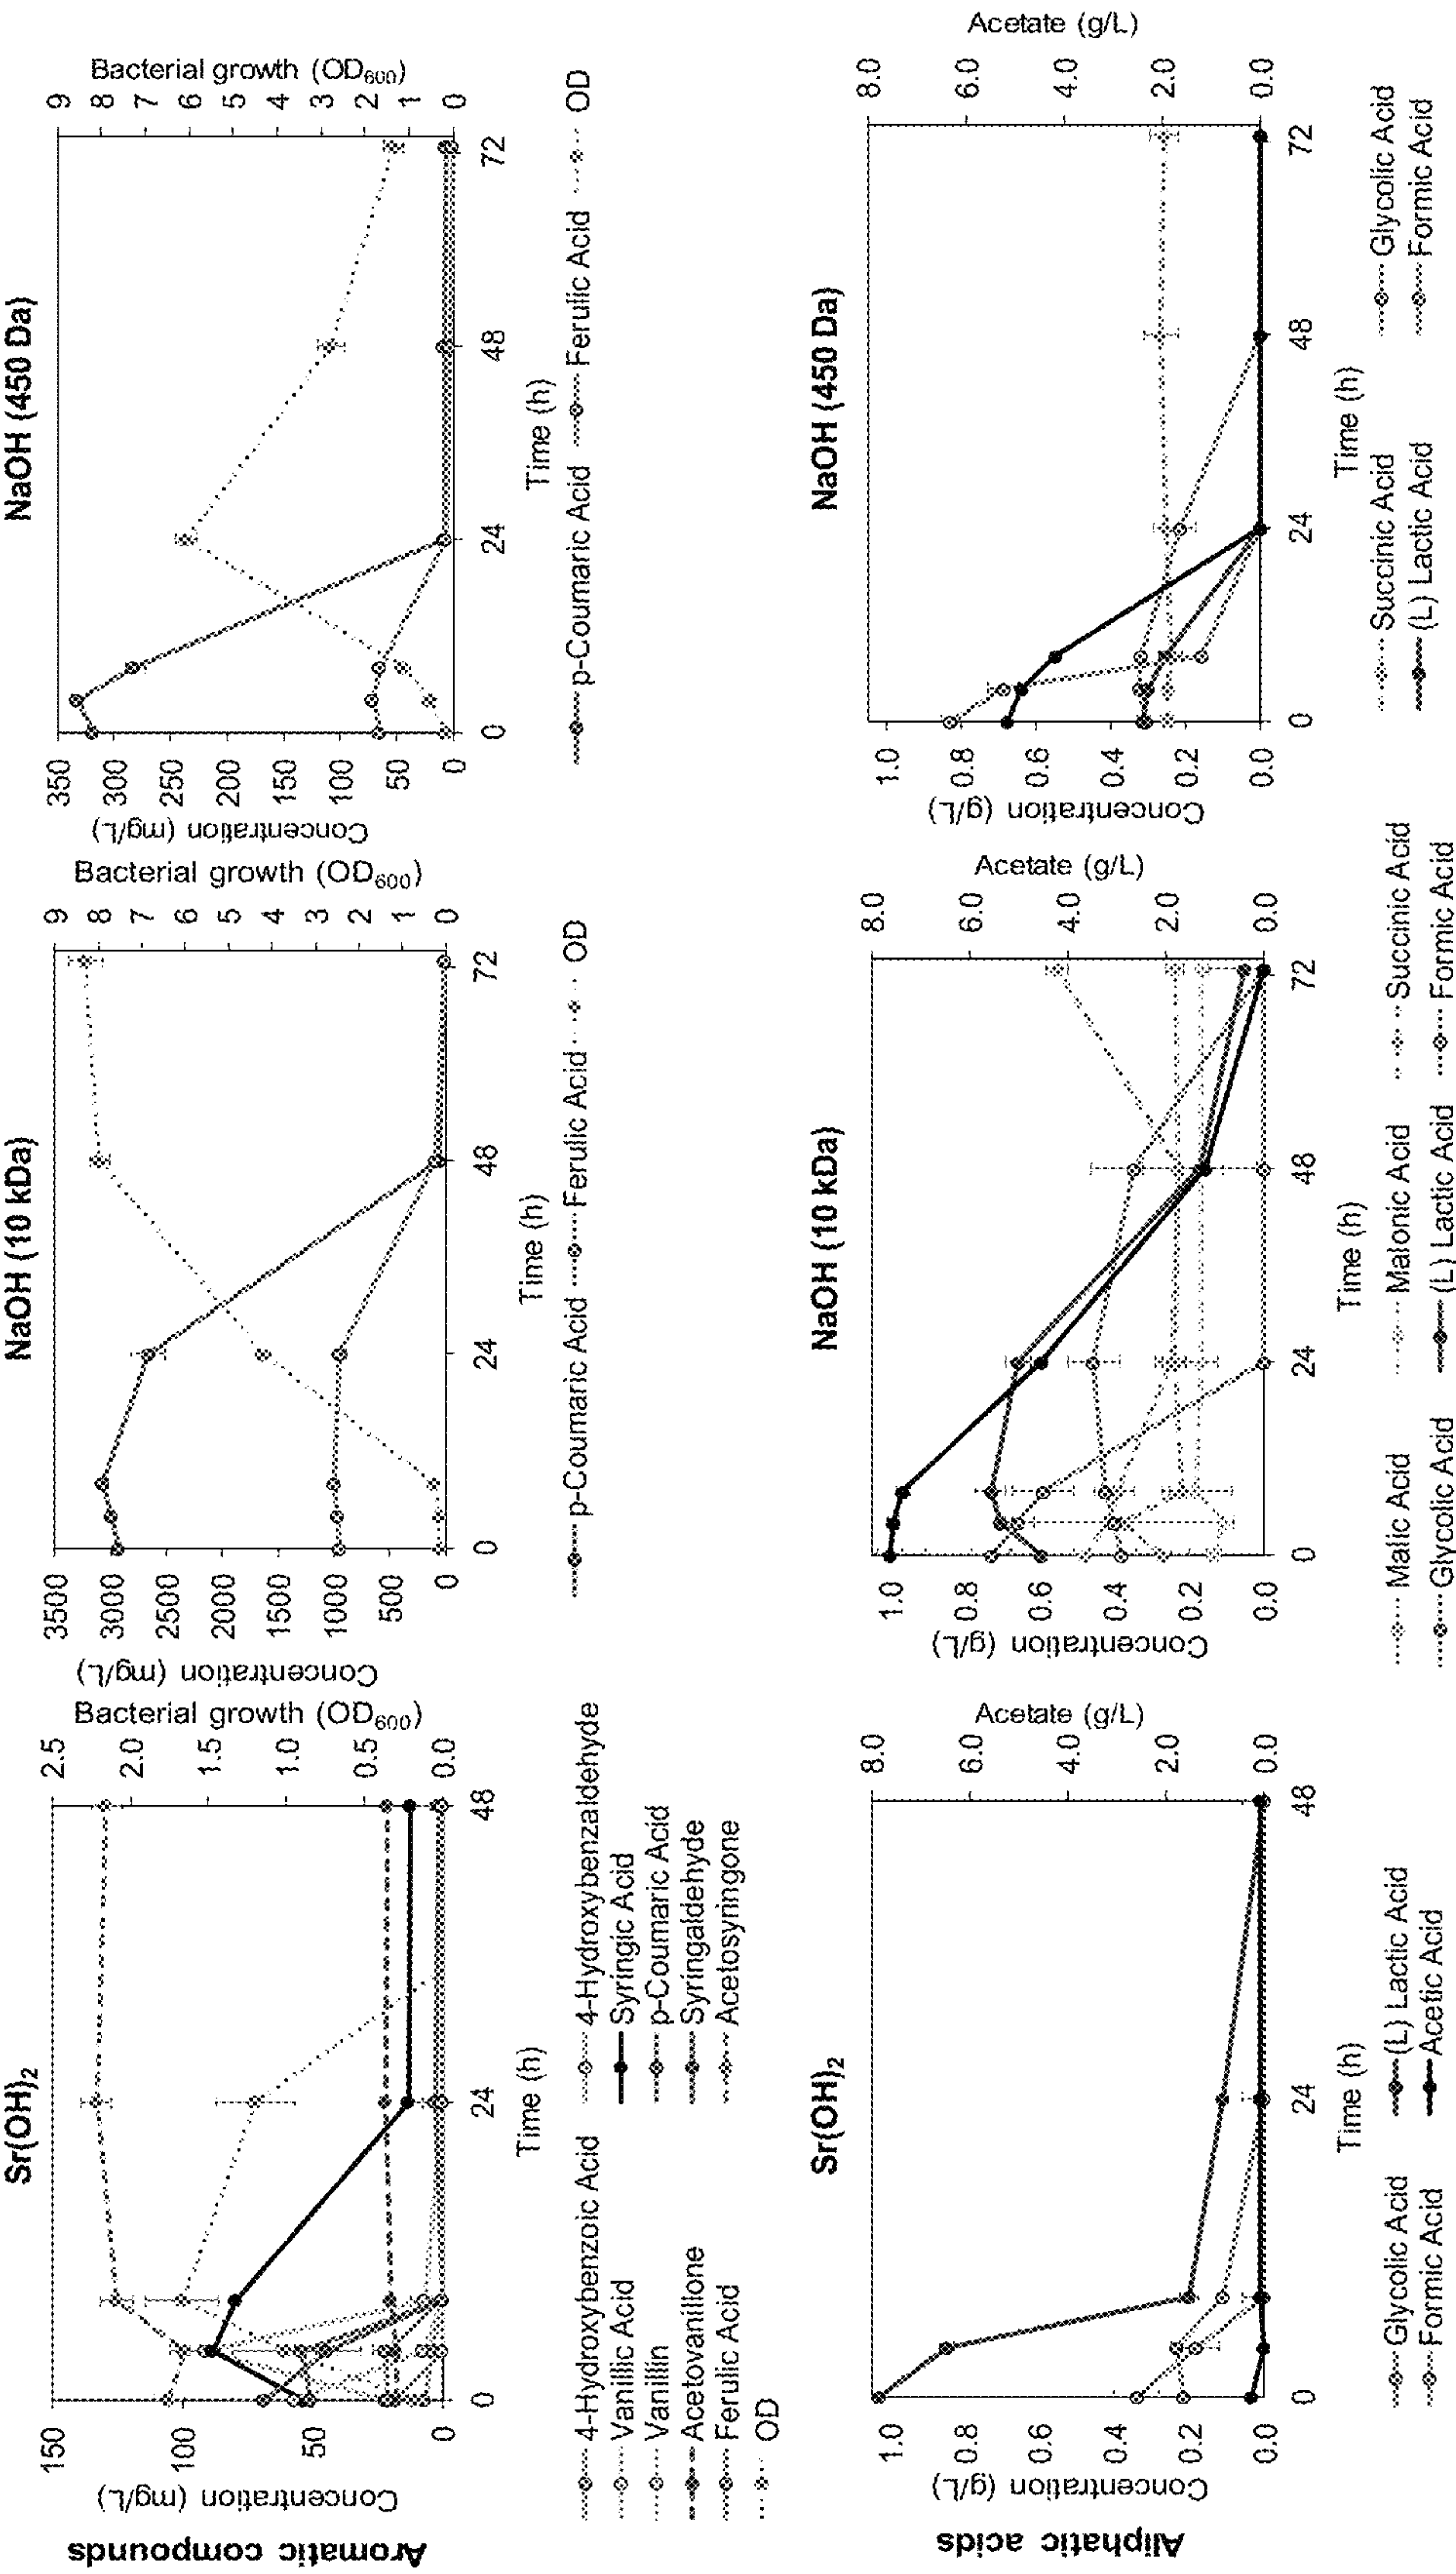 Aromatic compounds
Sr(OH)2
Concentration (mg/L)
150
100
50
0
0
24
48
Time (h)
2.5
2.0
1.5
1.0
0.5
0.0
Bacterial growth (OD600)
4-Hydroxybenzoic Acid
4-Hydroxybenzaldehyde
Vanillic Acid
Syringic Acid
Vanillin
p-Coumaric Acid
Acetovanillone
Syringaldehyde
Ferulic Acid
Acetosyringone
OD
NaOH (10 kDa)
Concentration (mg/L)
3500
3000
2500
2000
1500
1000
500
0
0
24
48
72
Time (h)
9
8
7
6
5
4
3
2
1
0
Bacterial growth (OD600)
p-Coumaric Acid
Ferulic Acid
OD
NaOH (450 Da)
Concentration (mg/L)
350
300
250
200
150
100
50
0
0
24
48
72
Time (h)
9
8
7
6
5
4
3
2
1
0
Bacterial growth (OD600)
p-Coumaric Acid
Ferulic Acid
OD
Aliphatic acids
Sr(OH)2
Concentration (g/L)
1.0
0.8
0.6
0.4
0.2
0.0
0
24
48
Time (h)
8.0
6.0
4.0
2.0
0.0
Acetate (g/L)
Glycolic Acid
(L) Lactic Acid
Formic Acid
Acetic Acid
NaOH (10 kDa)
Concentration (g/L)
1.0
0.8
0.6
0.4
0.2
0.0
0
24
48
72
Time (h)
8.0
6.0
4.0
2.0
0.0
Acetate (g/L)
Malic Acid
Malonic Acid
Succinic Acid
Glycolic Acid
(L) Lactic Acid
Formic Acid
NaOH (450 Da)
Concentration (g/L)
1.0
0.8
0.6
0.4
0.2
0.0
0
24
48
72
Time (h)
8.0
6.0
4.0
2.0
0.0
Acetate (g/L)
Succinic Acid
Glycolic Acid
(L) Lactic Acid
Formic Acid